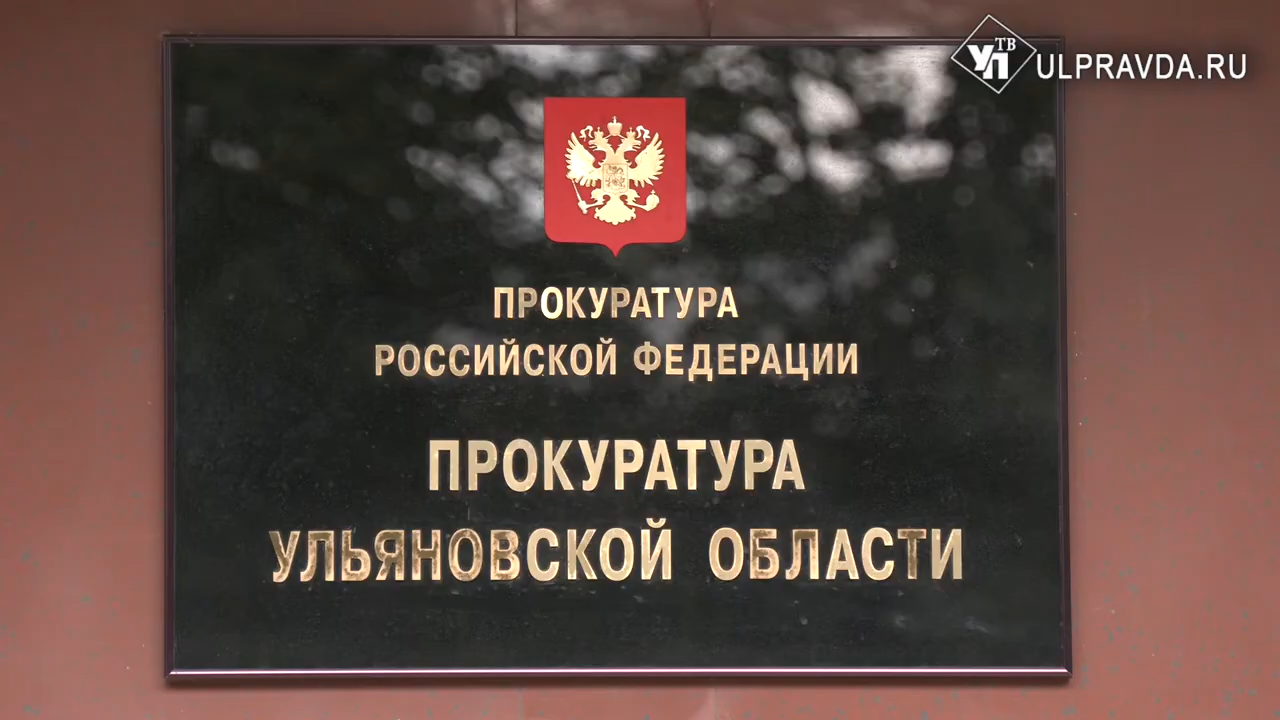 УП ТВ ULPRAVDA.RU
ПРОКУРАТУРА
РОССИЙСКОЙ ФЕДЕРАЦИИ
ПРОКУРАТУРА
УЛЬЯНОВСКОЙ ОБЛАСТИ